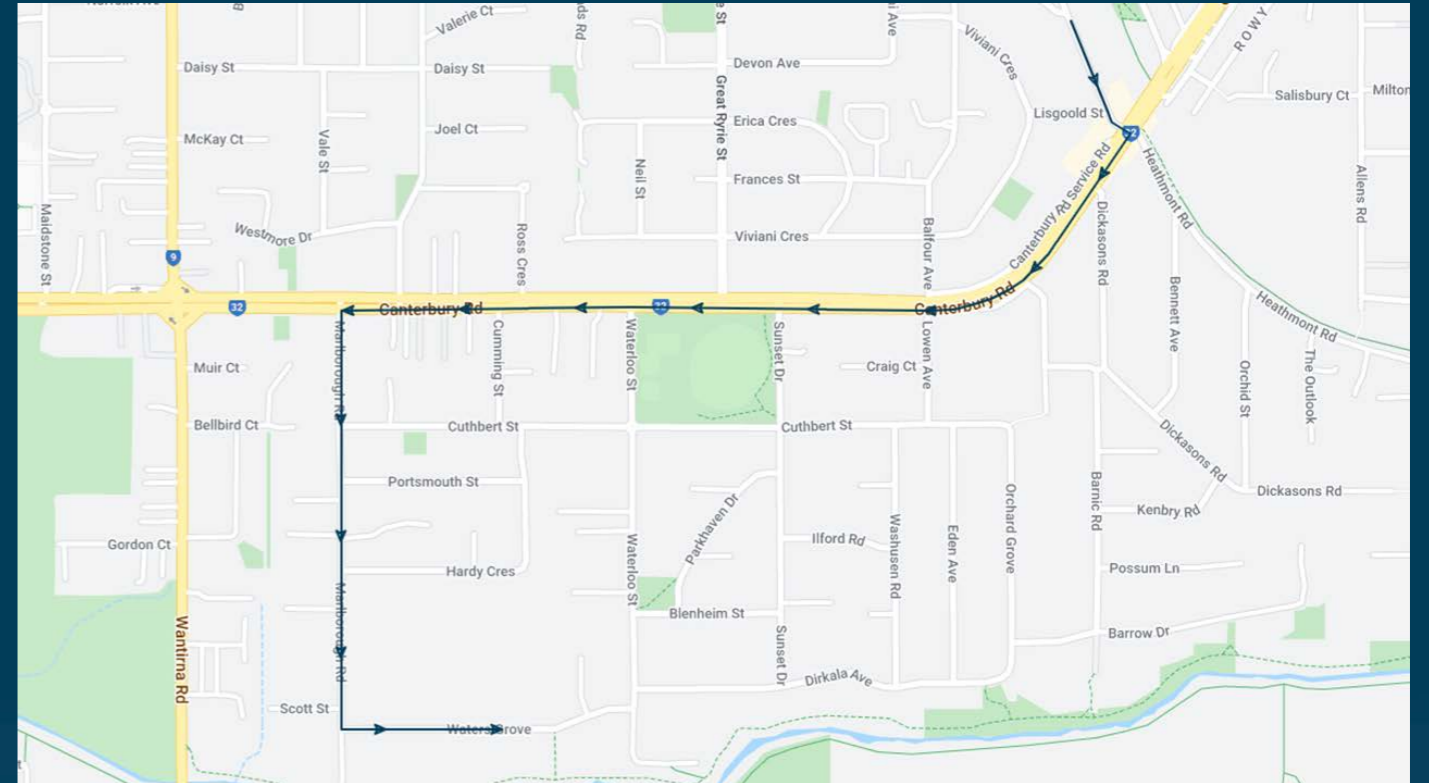 Valerie Ct
Viviani Cres
ROWY
Daisy St
Daisy St
Devon Ave
Great Ryrie St
Lisgoold St
Salisbury Ct
Milton
McKay Ct
Vale St
Joel Ct
Erica Cres
32
Neil St
Frances St
Heathmont Rd
Allens Rd
Maidstone St
Westmore Dr
Ross Cres
Viviani Cres
Balfour Ave
Canterbury Rd Service Rd
Dickasons Rd
9
32
Canterbury Rd
32
Canterbury Rd
Bennett Ave
Heathmont Rd
Marlborough Rd
Cumming St
Waterloo St
Sunset Dr
Lowen Ave
Muir Ct
Craig Ct
Orchid St
The Outlook
Bellbird Ct
Cuthbert St
Cuthbert St
Dickasons Rd
Portsmouth St
Parkhaven Dr
Orchard Grove
Barnic Rd
Dickasons Rd
Kenbry Rd
Gordon Ct
Waterloo St
Ilford Rd
Washusen Rd
Eden Ave
Hardy Cres
Possum Ln
Wantirna Rd
Marlborough Rd
Blenheim St
Sunset Dr
Barrow Dr
Dirkala Ave
Scott St
Waters Grove